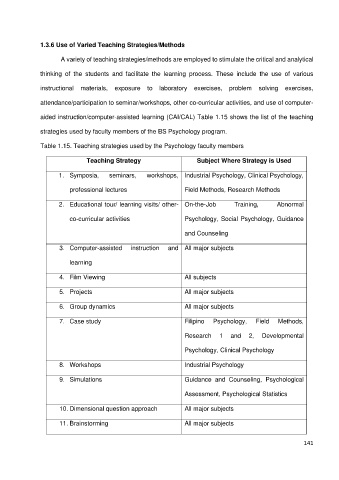 1.3.6 Use of Varied Teaching Strategies/Methods
A variety of teaching strategies/methods are employed to stimulate the critical and analytical
thinking of the students and facilitate the learning process. These include the use of various
instructional materials, exposure to laboratory exercises, problem solving exercises,
attendance/participation to seminar/workshops, other co-curricular activities, and use of computer-
aided instruction/computer-assisted learning (CAI/CAL) Table 1.15 shows the list of the teaching
strategies used by faculty members of the BS Psychology program.
Table 1.15. Teaching strategies used by the Psychology faculty members
Teaching Strategy Subject Where Strategy is Used
1. Symposia, seminars, workshops, Industrial Psychology, Clinical Psychology,
professional lectures Field Methods, Research Methods
2. Educational tour/ learning visits/ other- On-the-Job Training, Abnormal
co-curricular activities Psychology, Social Psychology, Guidance
and Counseling
3. Computer-assisted instruction and All major subjects
learning
4. Film Viewing All subjects
5. Projects All major subjects
6. Group dynamics All major subjects
7. Case study Filipino Psychology, Field Methods,
Research 1 and 2, Developmental
Psychology, Clinical Psychology
8. Workshops Industrial Psychology
9. Simulations Guidance and Counseling, Psychological
Assessment, Psychological Statistics
10. Dimensional question approach All major subjects
11. Brainstorming All major subjects
141